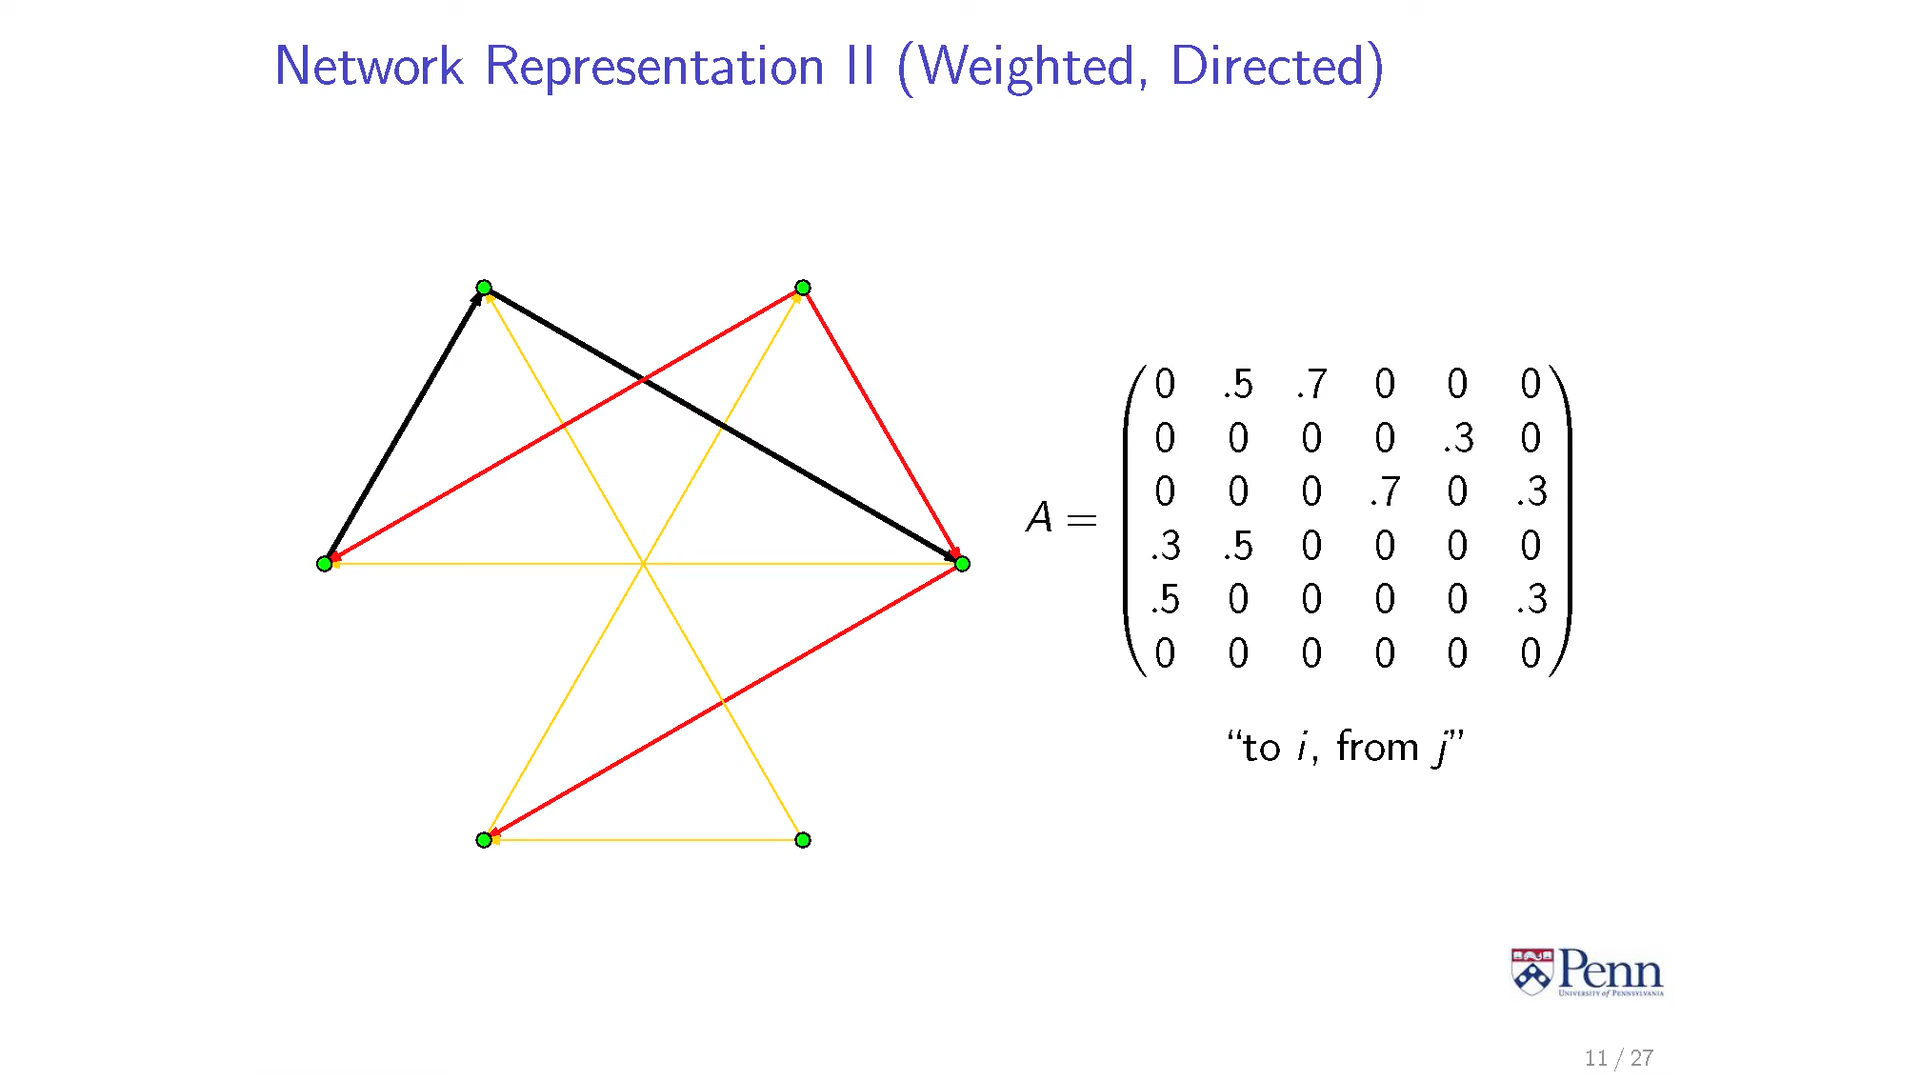 Network Representation II (Weighted, Directed)
0 .5 .7 0 0 0
0 0 0 0 .3 0
0 0 0 .7 0 .3
A =
.3 .5 0 0 0 0
.5 0 0 0 0 .3
0 0 0 0 0 0
“to i, from j”
Penn
UNIVERSITY of PENNSYLVANIA
11 / 27